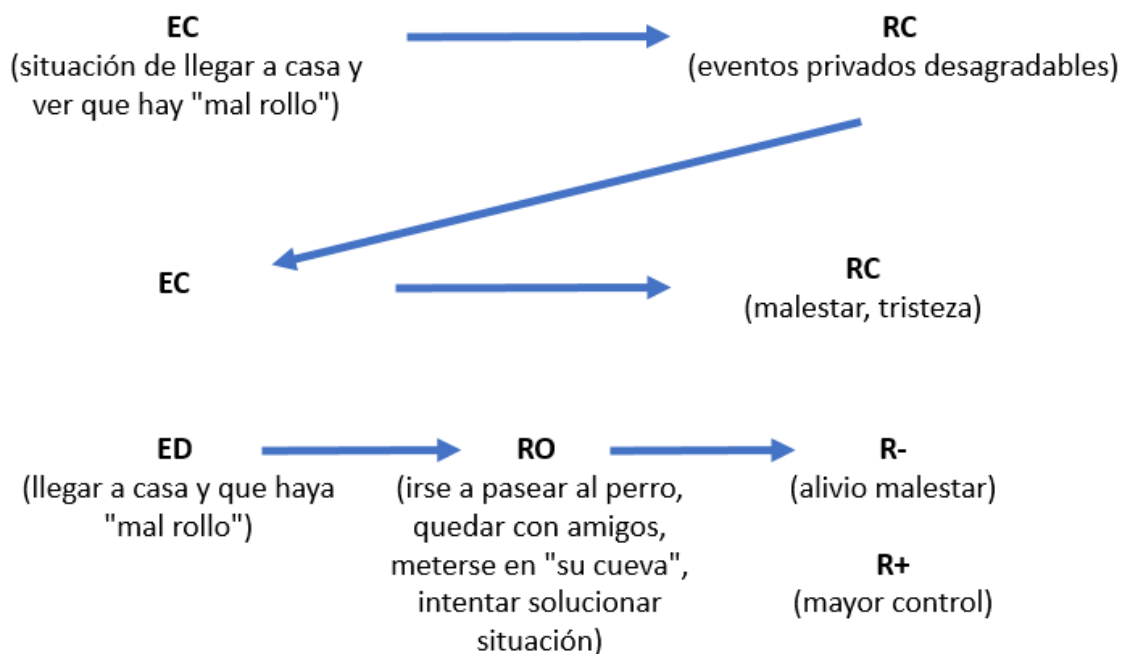 EC
(situación de llegar a casa y
ver que hay "mal rollo")
RC
(eventos privados desagradables)
EC
RC
(malestar, tristeza)
ED
(llegar a casa y que haya
"mal rollo")
RO
(irse a pasear al perro,
quedar con amigos,
meterse en "su cueva",
intentar solucionar
situación)
R-
(alivio malestar)
R+
(mayor control)